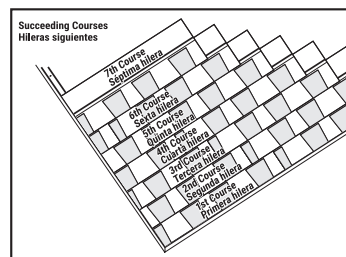 Succeeding Courses
Hileras siguientes
7th Course
Séptima hilera
6th Course
Sexta hilera
5th Course
Quinta hilera
4th Course
Cuarta hilera
3rd Course
Tercera hilera
2nd Course
Segunda hilera
1st Course
Primera hilera